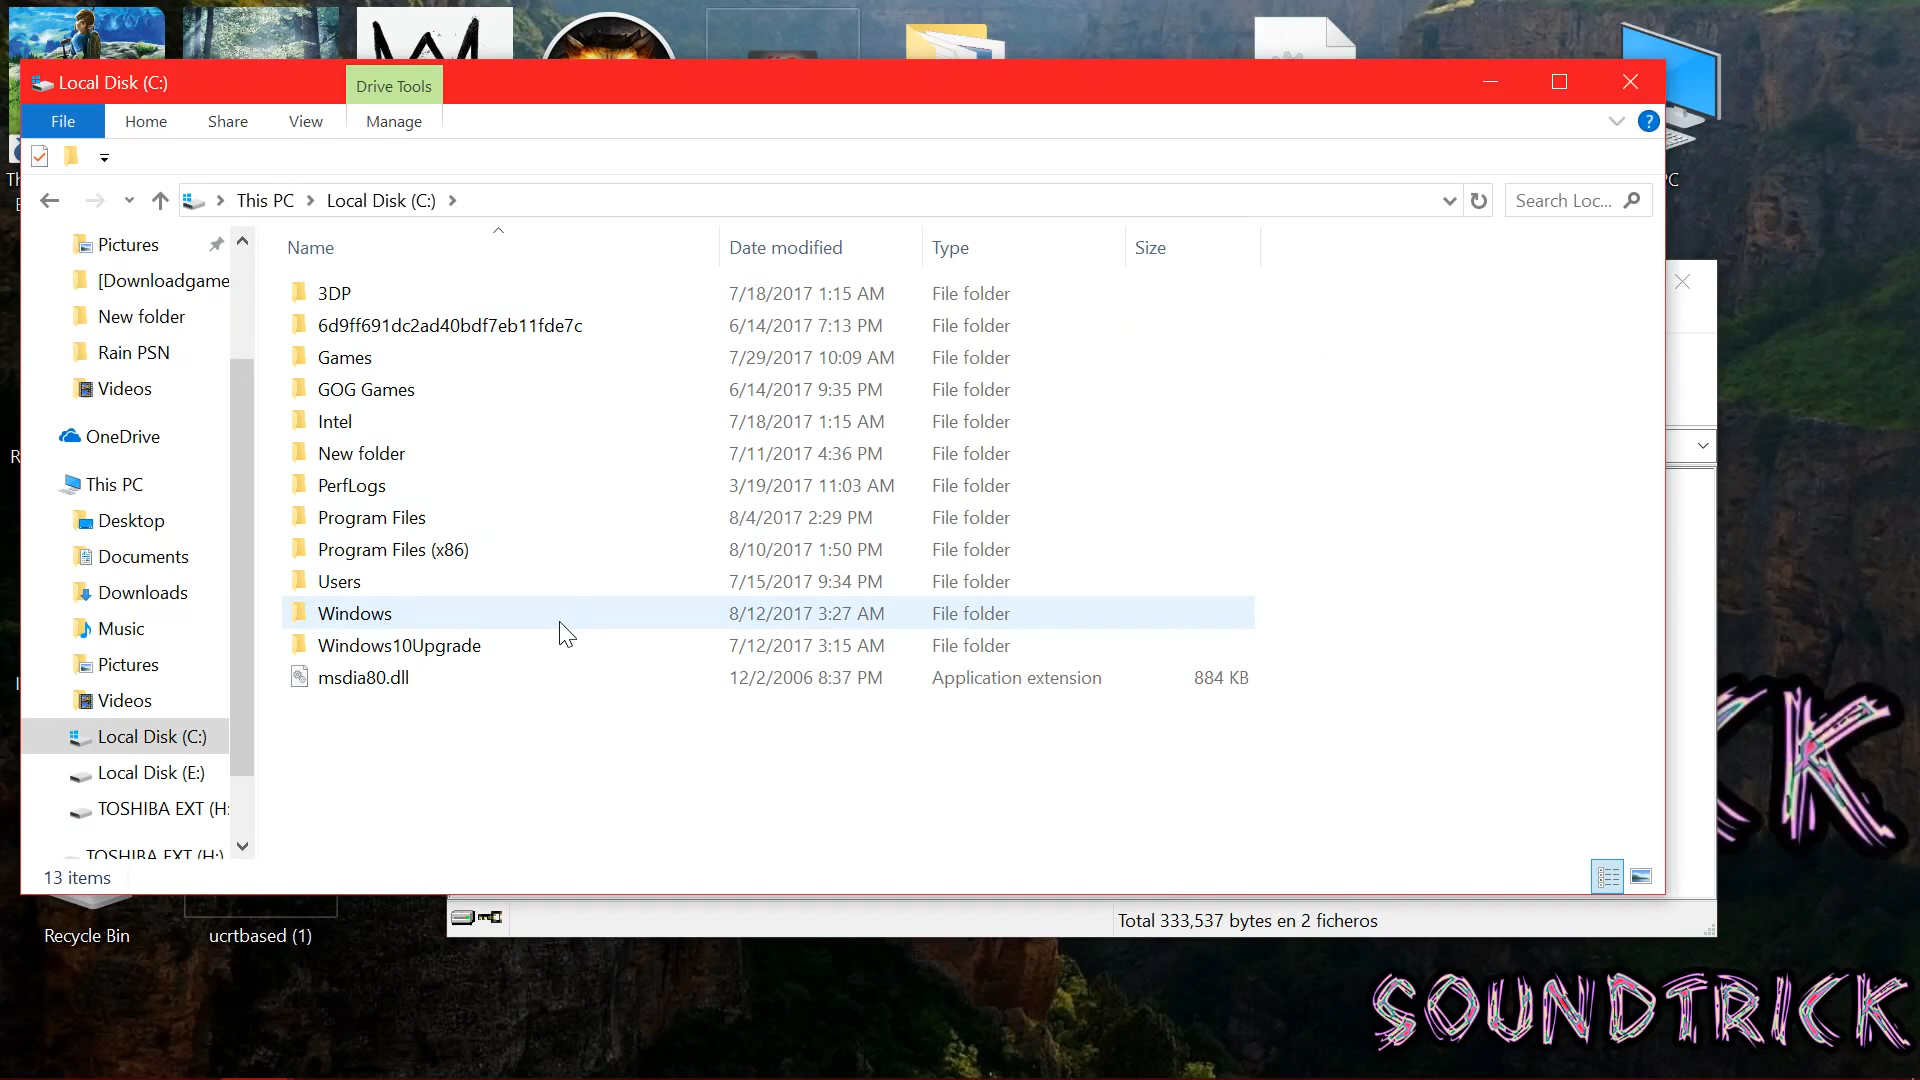 Local Disk (C:)
Drive Tools
File
Home
Share
View
Manage
?
This PC
Local Disk (C:)
Search Loc...
Pictures
[Downloadgame
New folder
Rain PSN
Videos
OneDrive
This PC
Desktop
Documents
Downloads
Music
Pictures
Videos
Local Disk (C:)
Local Disk (E:)
TOSHIBA EXT (H:
TOSHIBA EXT (H:)
Name Date modified Type Size
3DP 7/18/2017 1:15 AM File folder
6d9ff691dc2ad40bdf7eb11fde7c 6/14/2017 7:13 PM File folder
Games 7/29/2017 10:09 AM File folder
GOG Games 6/14/2017 9:35 PM File folder
Intel 7/18/2017 1:15 AM File folder
New folder 7/11/2017 4:36 PM File folder
PerfLogs 3/19/2017 11:03 AM File folder
Program Files 8/4/2017 2:29 PM File folder
Program Files (x86) 8/10/2017 1:50 PM File folder
Users 7/15/2017 9:34 PM File folder
Windows 8/12/2017 3:27 AM File folder
Windows10Upgrade 7/12/2017 3:15 AM File folder
msdia80.dll 12/2/2006 8:37 PM Application extension 884 KB
13 items
Total 333,537 bytes en 2 ficheros
Recycle Bin
ucrtbased (1)
SOUNDTRICK